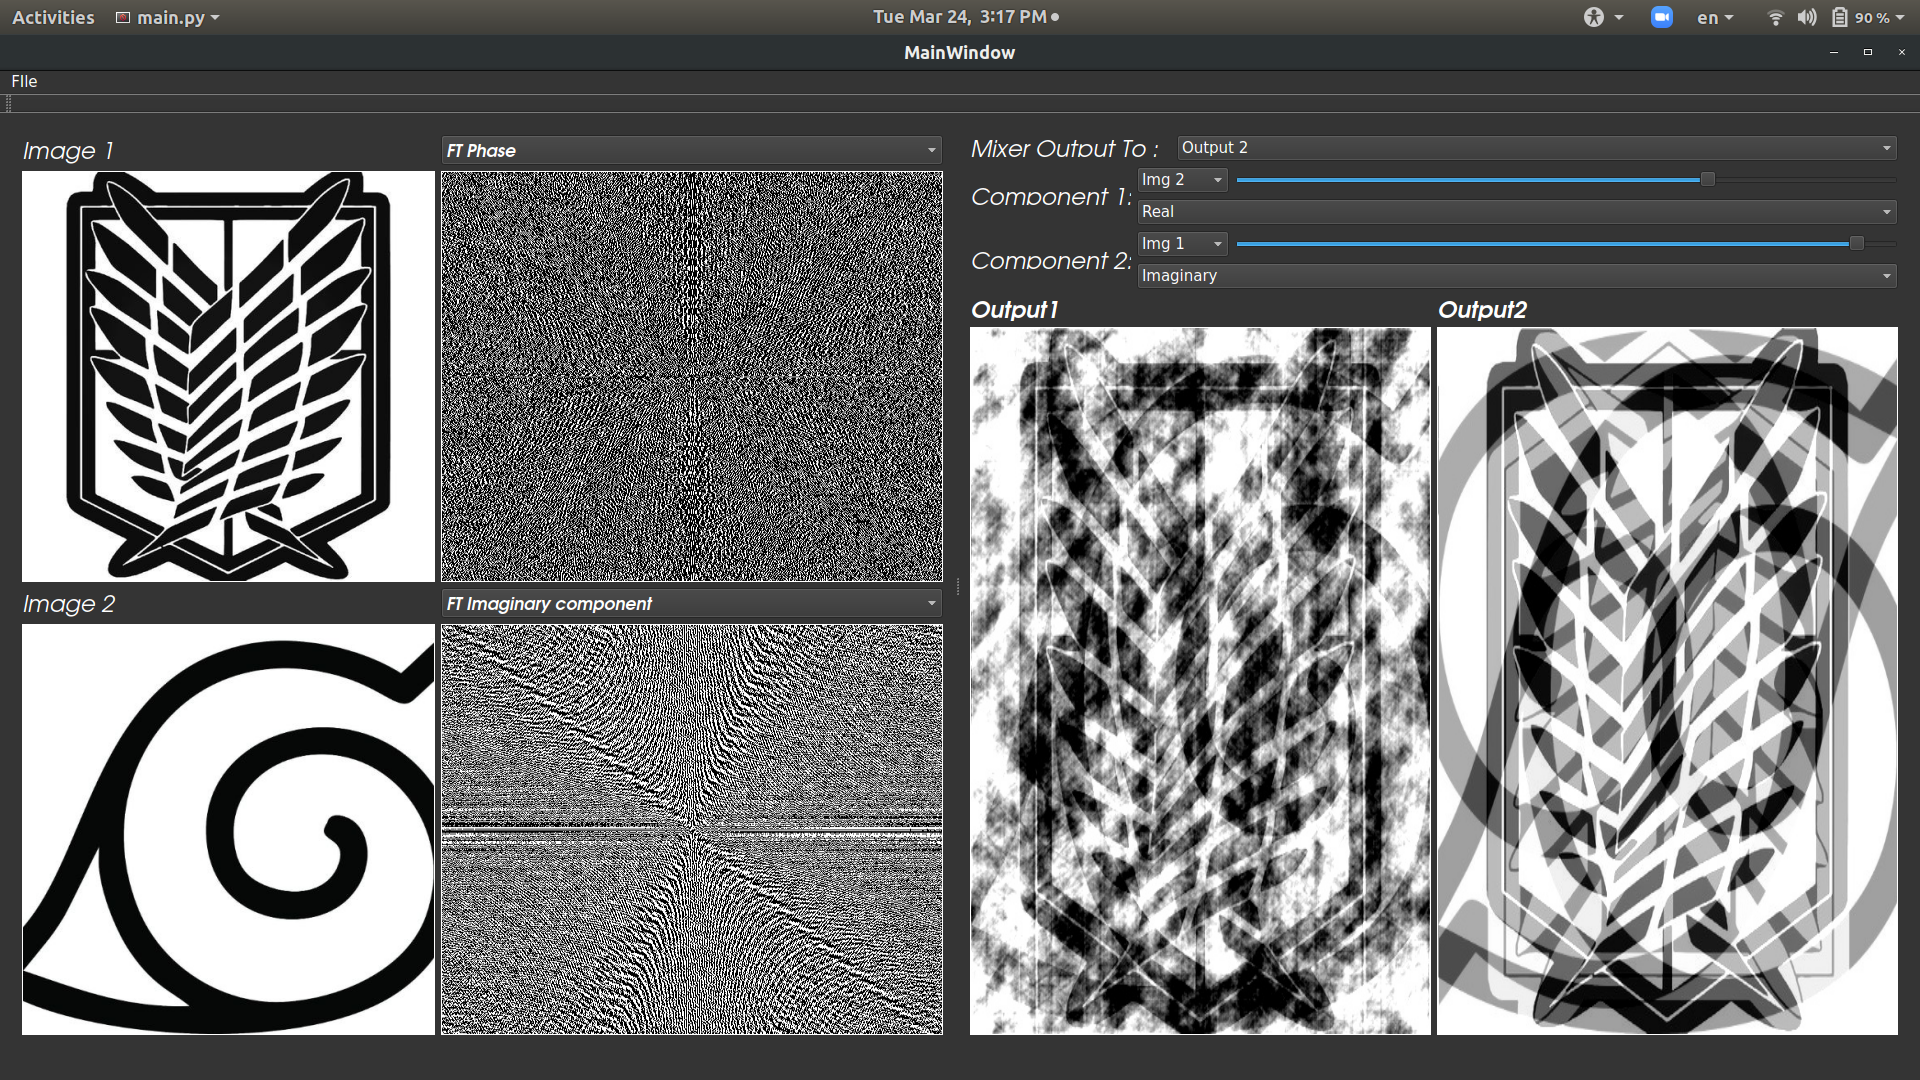 Activities main.py Tue Mar 24, 3:17 PM en 90 %
MainWindow
FIle
Image 1 FT Phase
Mixer Output To : Output 2
Img 2
Component 1:
Real
Img 1
Component 2:
Imaginary
Output1 Output2
Image 2 FT Imaginary component